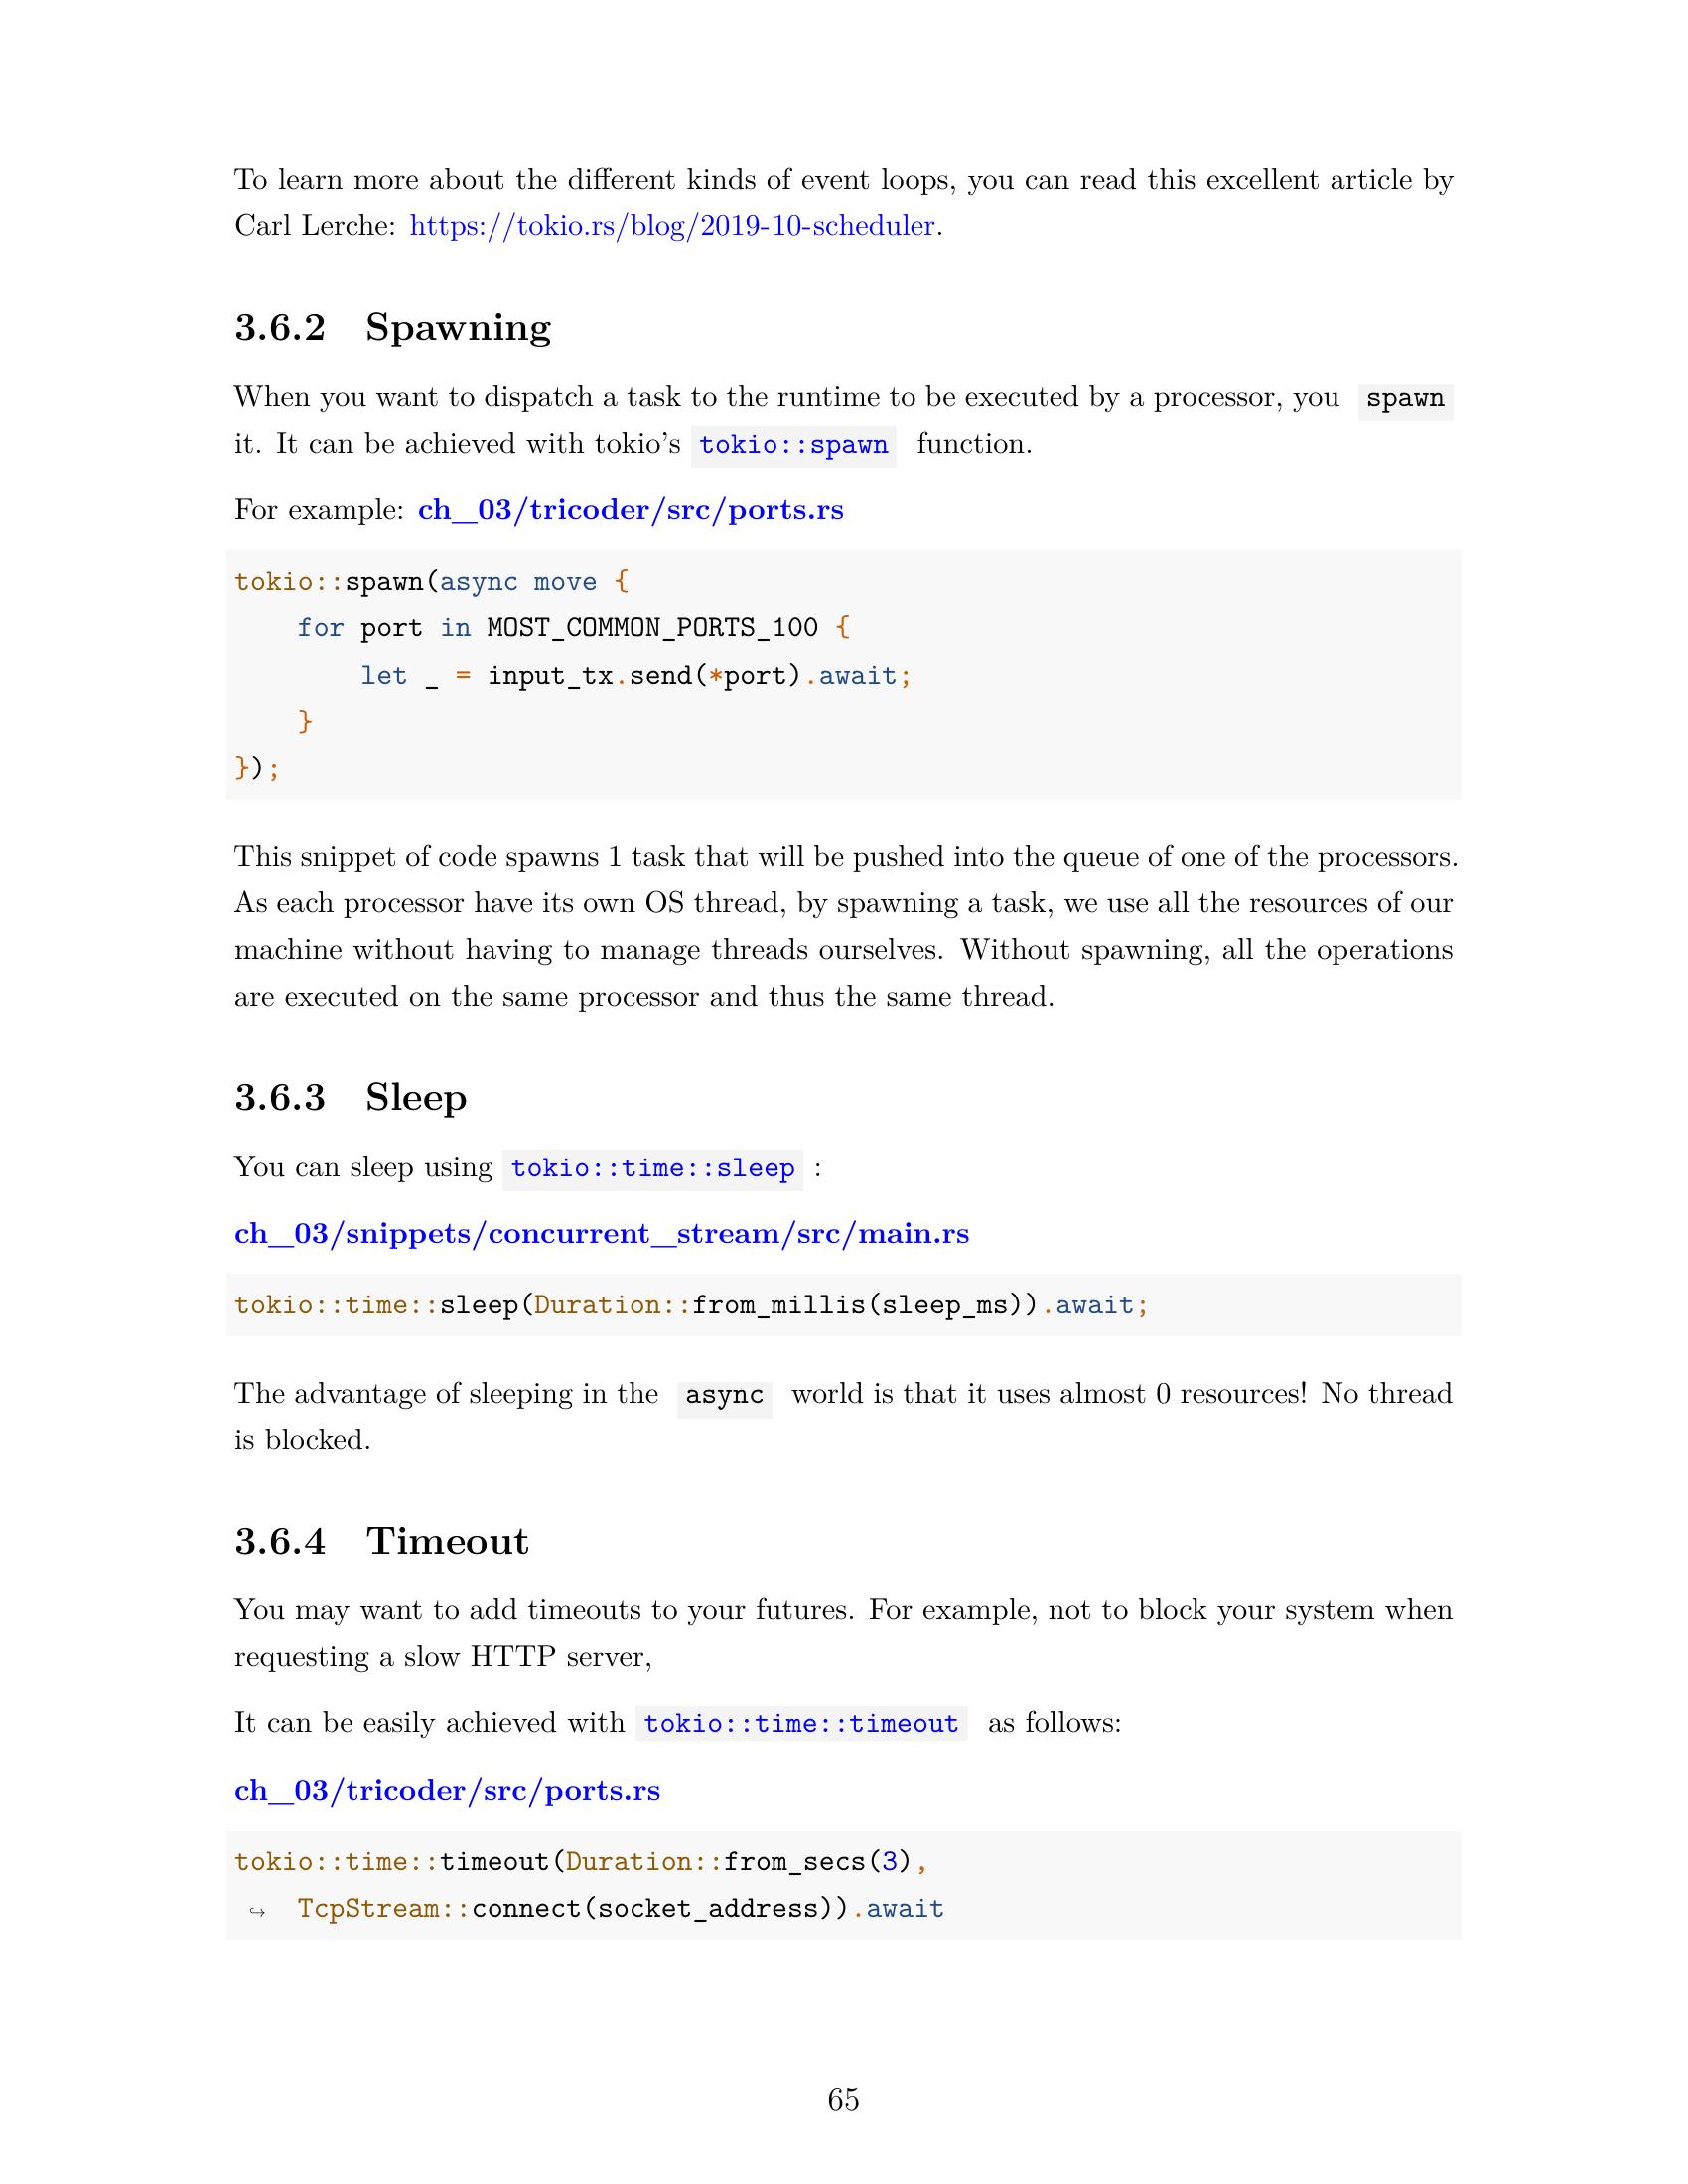 To learn more about the different kinds of event loops, you can read this excellent article by
Carl Lerche: https://tokio.rs/blog/2019-10-scheduler.
3.6.2 Spawning
When you want to dispatch a task to the runtime to be executed by a processor, you spawn
it. It can be achieved with tokio's tokio::spawn function.
For example: ch_03/tricoder/src/ports.rs
tokio::spawn(async move {
    for port in MOST_COMMON_PORTS_100 {
        let _ = input_tx.send(*port).await;
    }
});
This snippet of code spawns 1 task that will be pushed into the queue of one of the processors.
As each processor have its own OS thread, by spawning a task, we use all the resources of our
machine without having to manage threads ourselves. Without spawning, all the operations
are executed on the same processor and thus the same thread.
3.6.3 Sleep
You can sleep using tokio::time::sleep :
ch_03/snippets/concurrent_stream/src/main.rs
tokio::time::sleep(Duration::from_millis(sleep_ms)).await;
The advantage of sleeping in the async world is that it uses almost 0 resources! No thread
is blocked.
3.6.4 Timeout
You may want to add timeouts to your futures. For example, not to block your system when
requesting a slow HTTP server,
It can be easily achieved with tokio::time::timeout as follows:
ch_03/tricoder/src/ports.rs
tokio::time::timeout(Duration::from_secs(3),
↪ TcpStream::connect(socket_address)).await
65